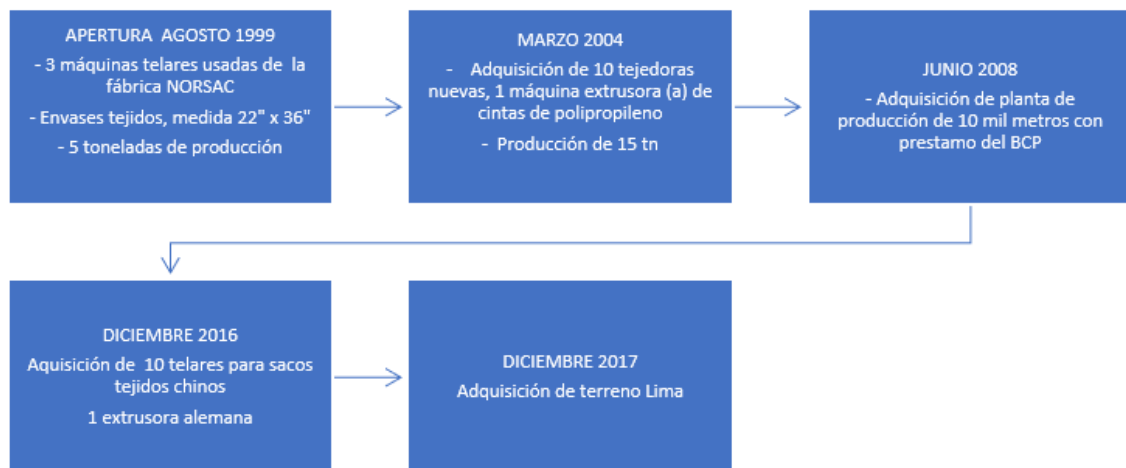 APERTURA AGOSTO 1999
- 3 máquinas telares usadas de la
fábrica NORSAC
- Envases tejidos, medida 22" x 36"
- 5 toneladas de producción
MARZO 2004
- Adquisición de 10 tejedoras
nuevas, 1 máquina extrusora (a) de
cintas de polipropileno
- Producción de 15 tn
JUNIO 2008
- Adquisición de planta de
producción de 10 mil metros con
prestamo del BCP
DICIEMBRE 2016
Aquisición de 10 telares para sacos
tejidos chinos
1 extrusora alemana
DICIEMBRE 2017
Adquisición de terreno Lima